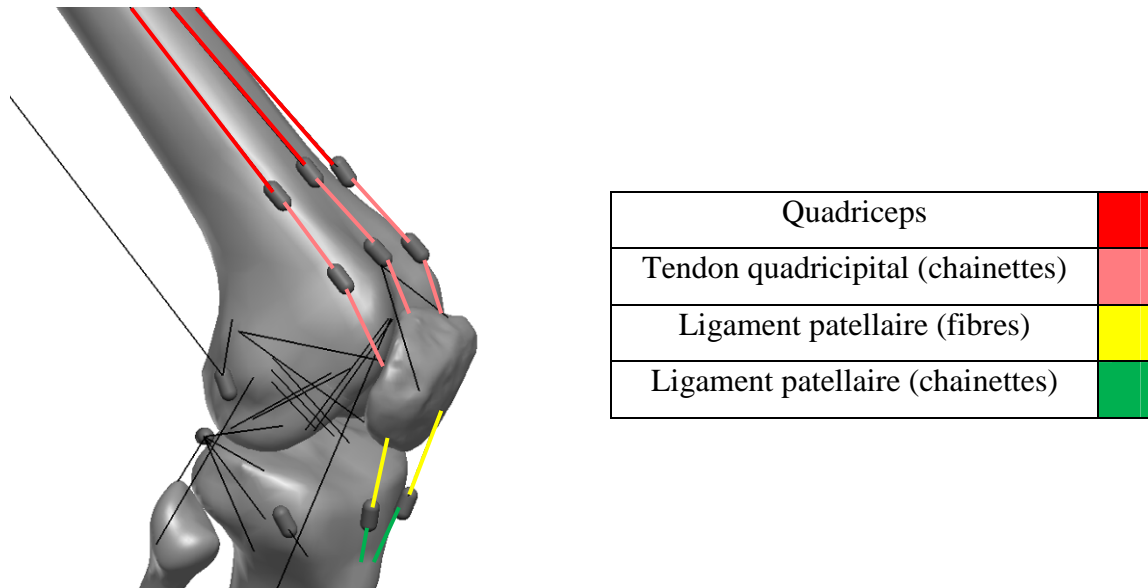 Quadriceps
Tendon quadricipital (chainettes)
Ligament patellaire (fibres)
Ligament patellaire (chainettes)